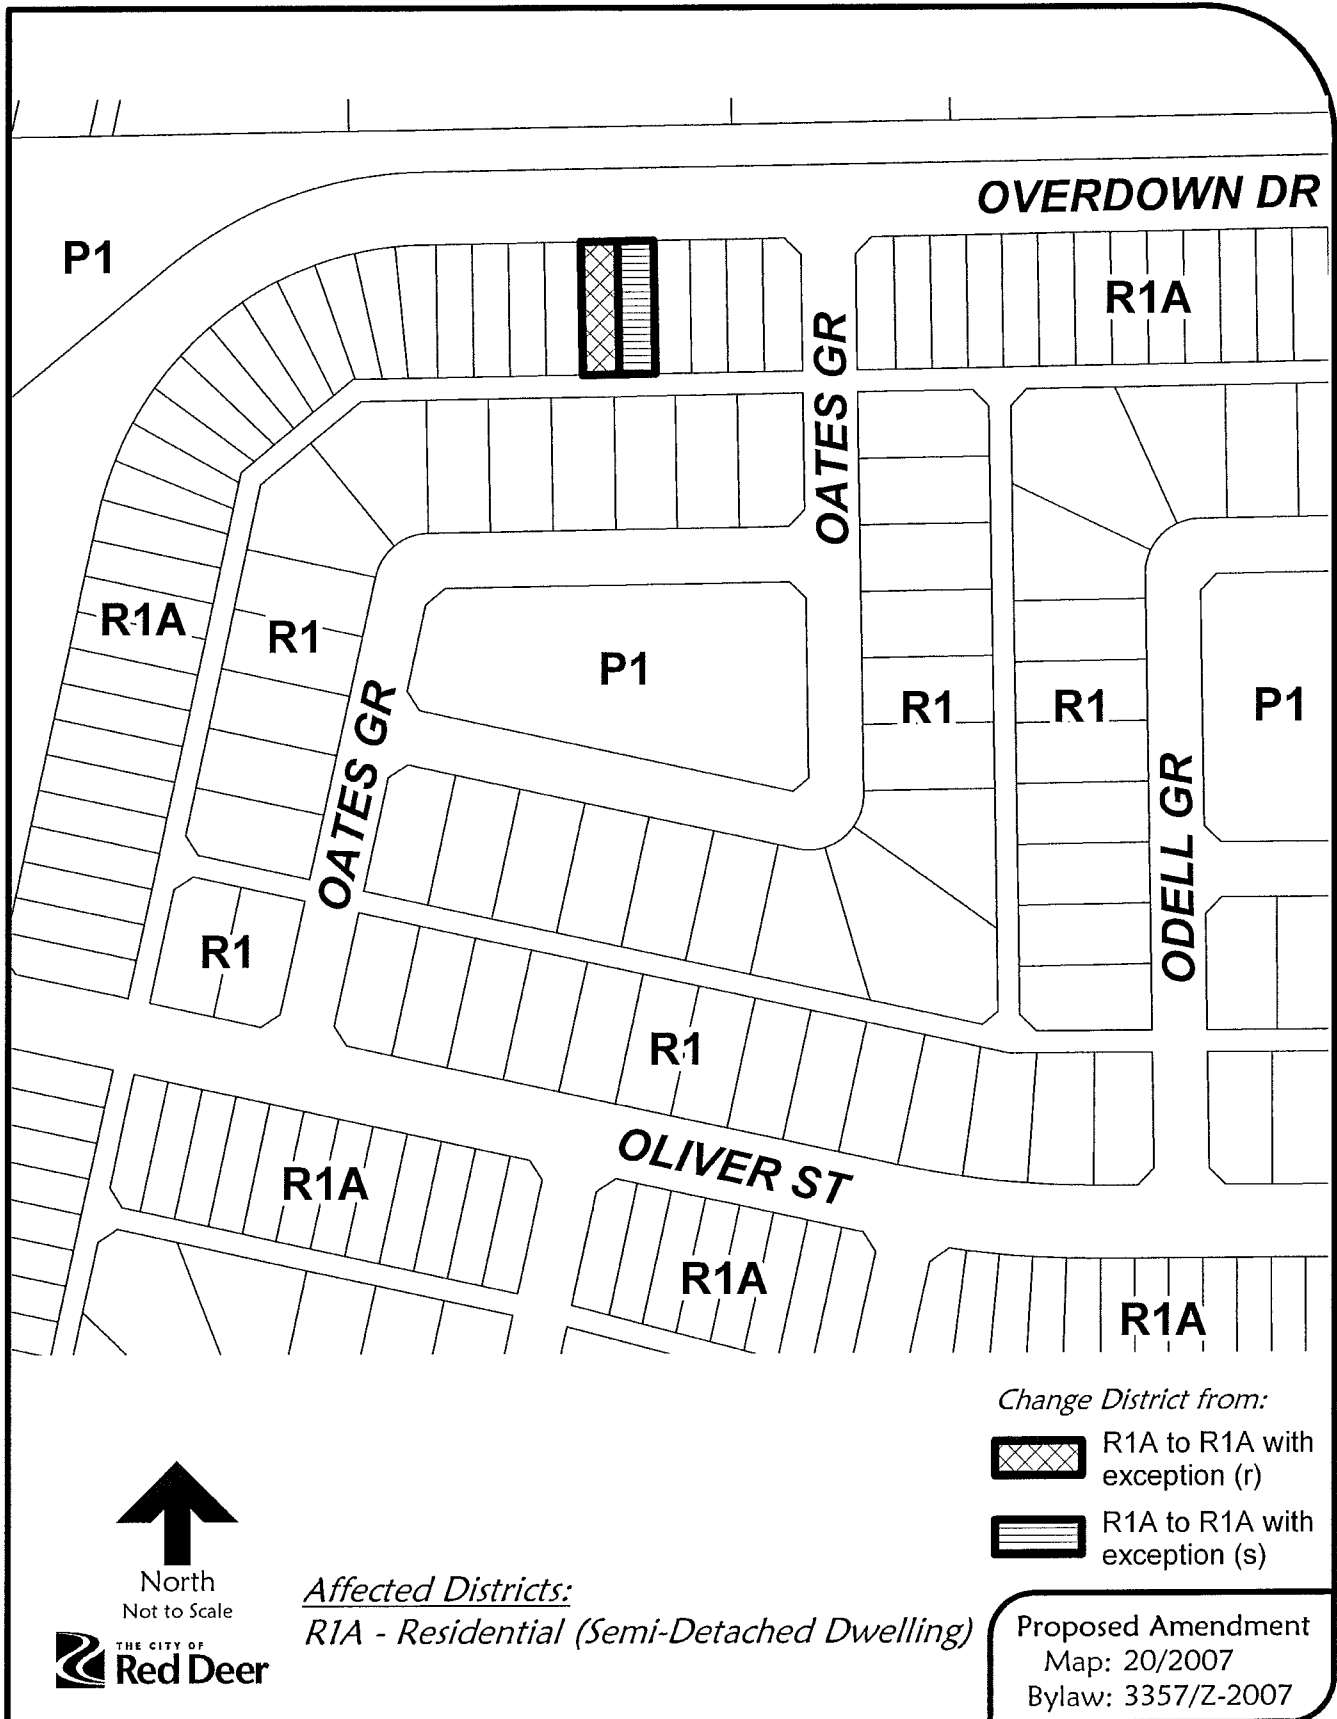 OVERDOWN DR
P1
R1A
OATES GR
R1A
R1
P1
R1
R1
P1
OATES GR
ODELL GR
R1
R1
OLIVER ST
R1A
R1A
R1A
Change District from:
R1A to R1A with
exception (r)
R1A to R1A with
exception (s)
North
Not to Scale
THE CITY OF
Red Deer
Affected Districts:
R1A - Residential (Semi-Detached Dwelling)
Proposed Amendment
Map: 20/2007
Bylaw: 3357/Z-2007